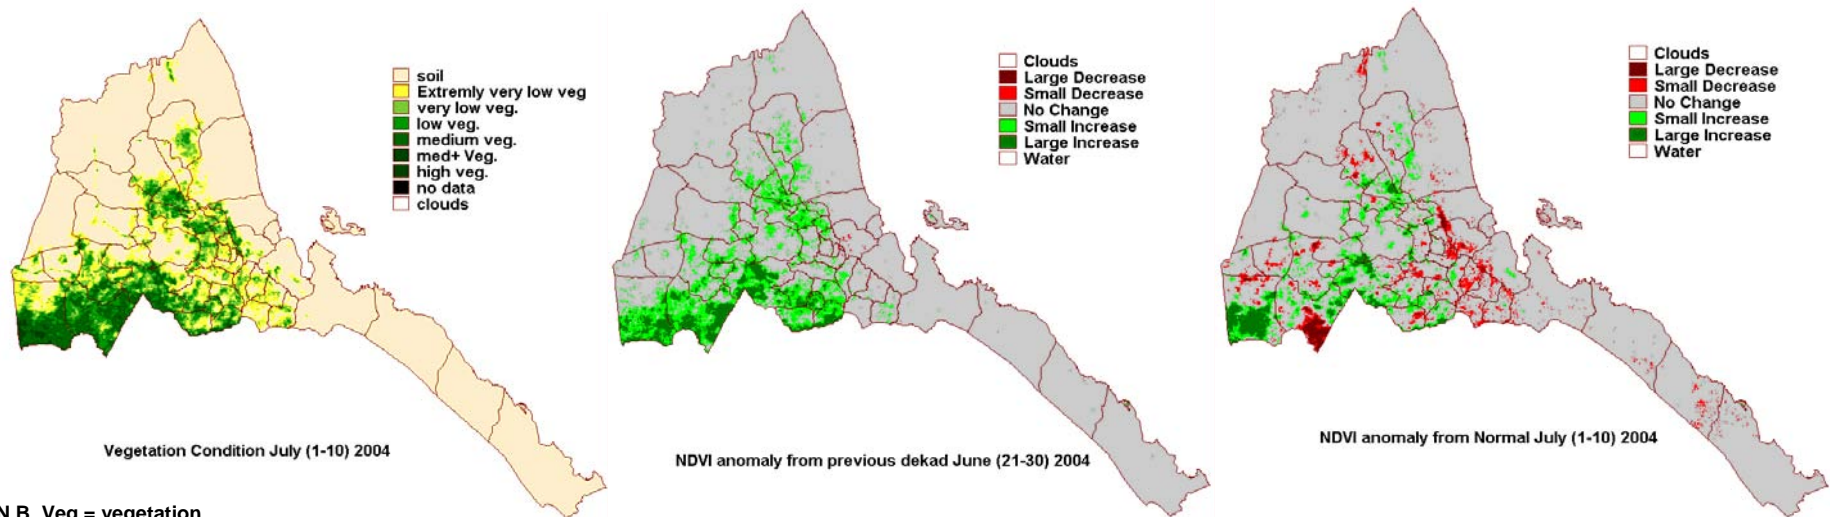 soil
Extremly very low veg
very low veg.
low veg.
medium veg.
med+ Veg.
high veg.
no data
clouds
Vegetation Condition July (1-10) 2004
Clouds
Large Decrease
Small Decrease
No Change
Small Increase
Large Increase
Water
NDVI anomaly from previous dekad June (21-30) 2004
Clouds
Large Decrease
Small Decrease
No Change
Small Increase
Large Increase
Water
NDVI anomaly from Normal July (1-10) 2004
N.B. Veg = vegetation